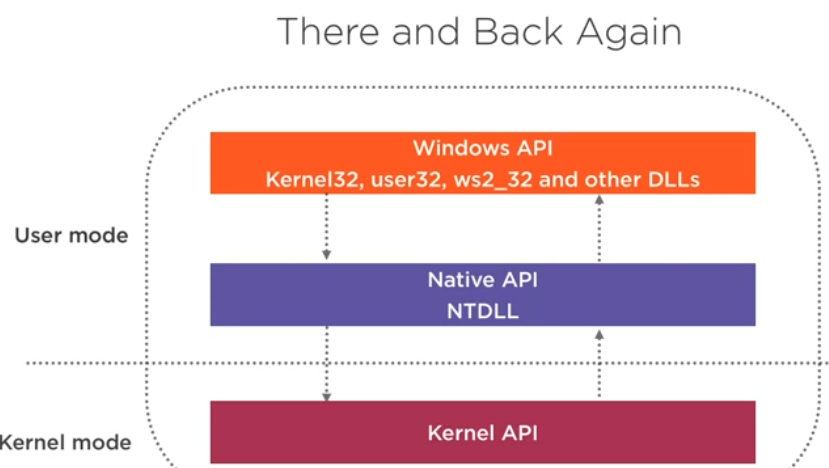 There and Back Again
Windows API
Kernel32, user32, ws2_32 and other DLLs
User mode
Native API
NTDLL
Kernel API
Kernel mode